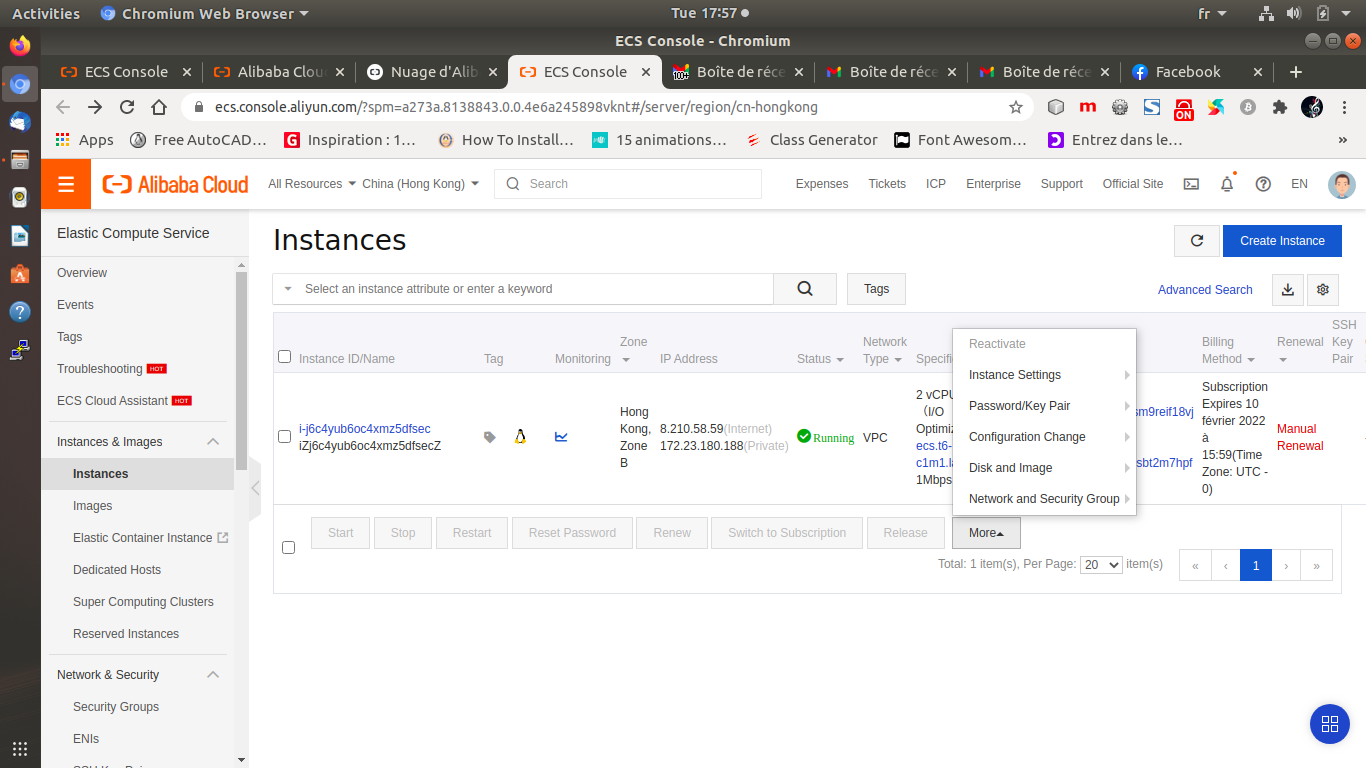 Activities
Chromium Web Browser
Tue 17:57
fr
ECS Console - Chromium
ECS Console
Alibaba Clou
Nuage d'Alib
ECS Console
100+
Boîte de réce
Boîte de réce
Boîte de réce
Facebook
ecs.console.aliyun.com/?spm=a273a.8138843.0.0.4e6a245898vknt#/server/region/cn-hongkong
ON
Apps
Free AutoCAD...
Inspiration : 1...
How To Install...
15 animations...
Class Generator
Font Awesom...
Entrez dans le...
»
Alibaba Cloud
All Resources
China (Hong Kong)
Search
Expenses
Tickets
ICP
Enterprise
Support
Official Site
EN
Elastic Compute Service
Overview
Events
Tags
Troubleshooting HOT
ECS Cloud Assistant HOT
Instances & Images
Instances
Images
Elastic Container Instance
Dedicated Hosts
Super Computing Clusters
Reserved Instances
Network & Security
Security Groups
ENIs
Instances
Create Instance
Select an instance attribute or enter a keyword
Tags
Advanced Search
Instance ID/Name
Tag
Monitoring
Zone
IP Address
Status
Network
Type
Specifi
Billing
Method
Renewal
SSH
Key
Pair
i-j6c4yub6oc4xmz5dfsec
iZj6c4yub6oc4xmz5dfsecZ
Hong
Kong,
Zone
B
8.210.58.59(Internet)
172.23.180.188(Private)
Running
VPC
2 vCPU
(I/O
Optimiz
ecs.t6-
c1m1.la
1Mbps
sm9reif18vj
sbt2m7hpf
Subscription
Expires 10
février 2022
à
15:59(Time
Zone: UTC -
0)
Manual
Renewal
Reactivate
Instance Settings
Password/Key Pair
Configuration Change
Disk and Image
Network and Security Group
Start
Stop
Restart
Reset Password
Renew
Switch to Subscription
Release
More
Total: 1 item(s), Per Page: 20 item(s)
«
‹
1
›
»